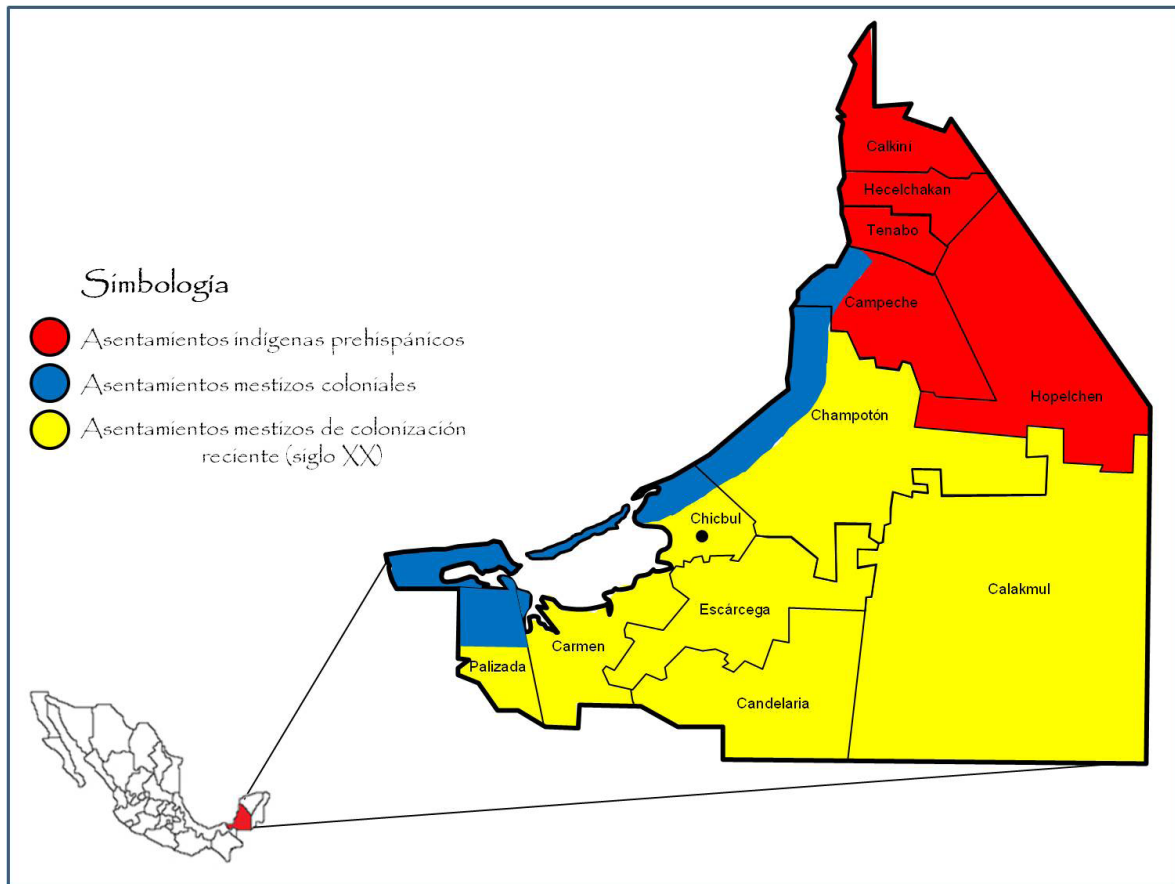 Simbología
Asentamientos indígenas prehispánicos
Asentamientos mestizos coloniales
Asentamientos mestizos de colonización
reciente (siglo XX)
Calkiní
Hecelchakan
Tenabo
Campeche
Hopelchen
Champotón
Chicbul
Calakmul
Escárcega
Carmen
Palizada
Candelaria